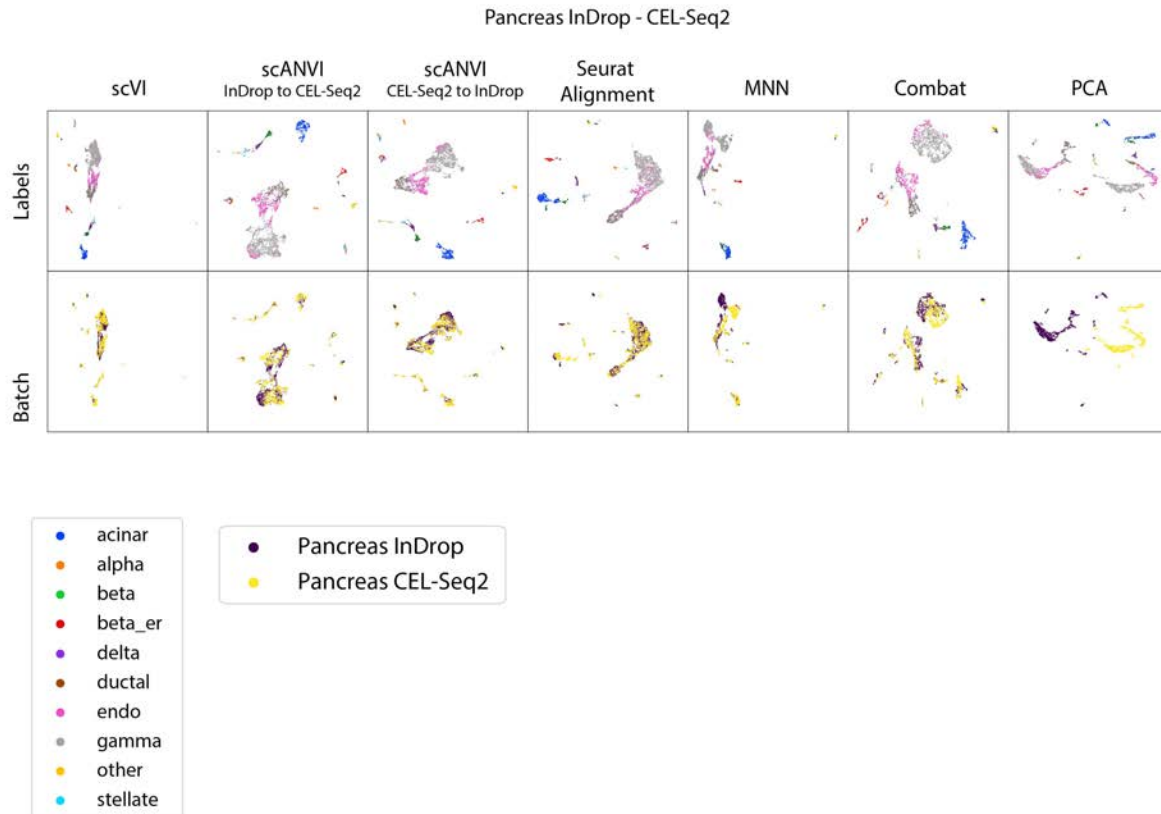 Pancreas InDrop - CEL-Seq2
scVI
scANVI
InDrop to CEL-Seq2
scANVI
CEL-Seq2 to InDrop
Seurat
Alignment
MNN
Combat
PCA
Labels
Batch
acinar
alpha
beta
beta_er
delta
ductal
endo
gamma
other
stellate
Pancreas InDrop
Pancreas CEL-Seq2